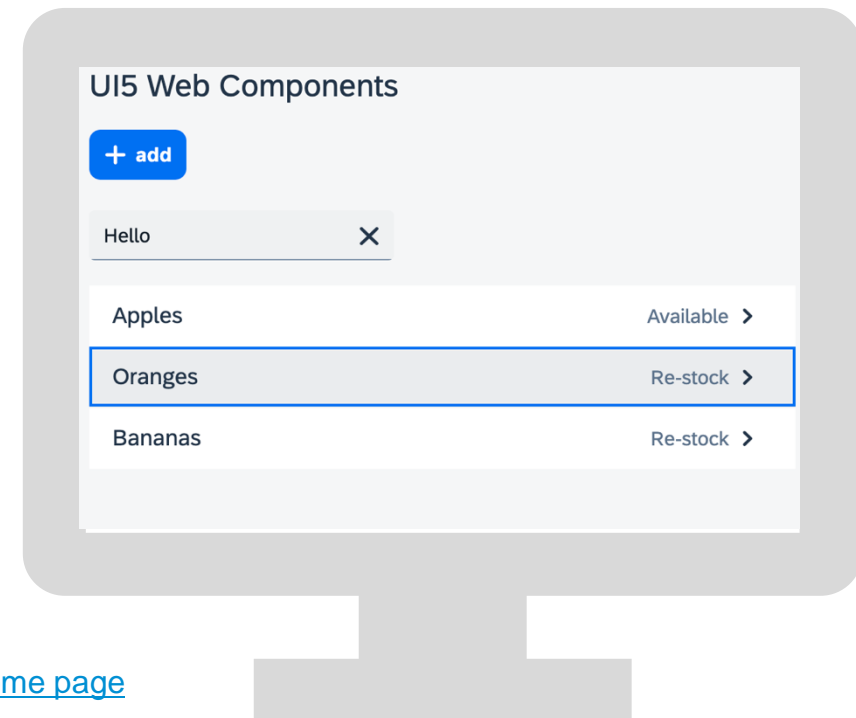 UI5 Web Components
+ add
Hello
Apples Available
Oranges Re-stock
Bananas Re-stock
me page